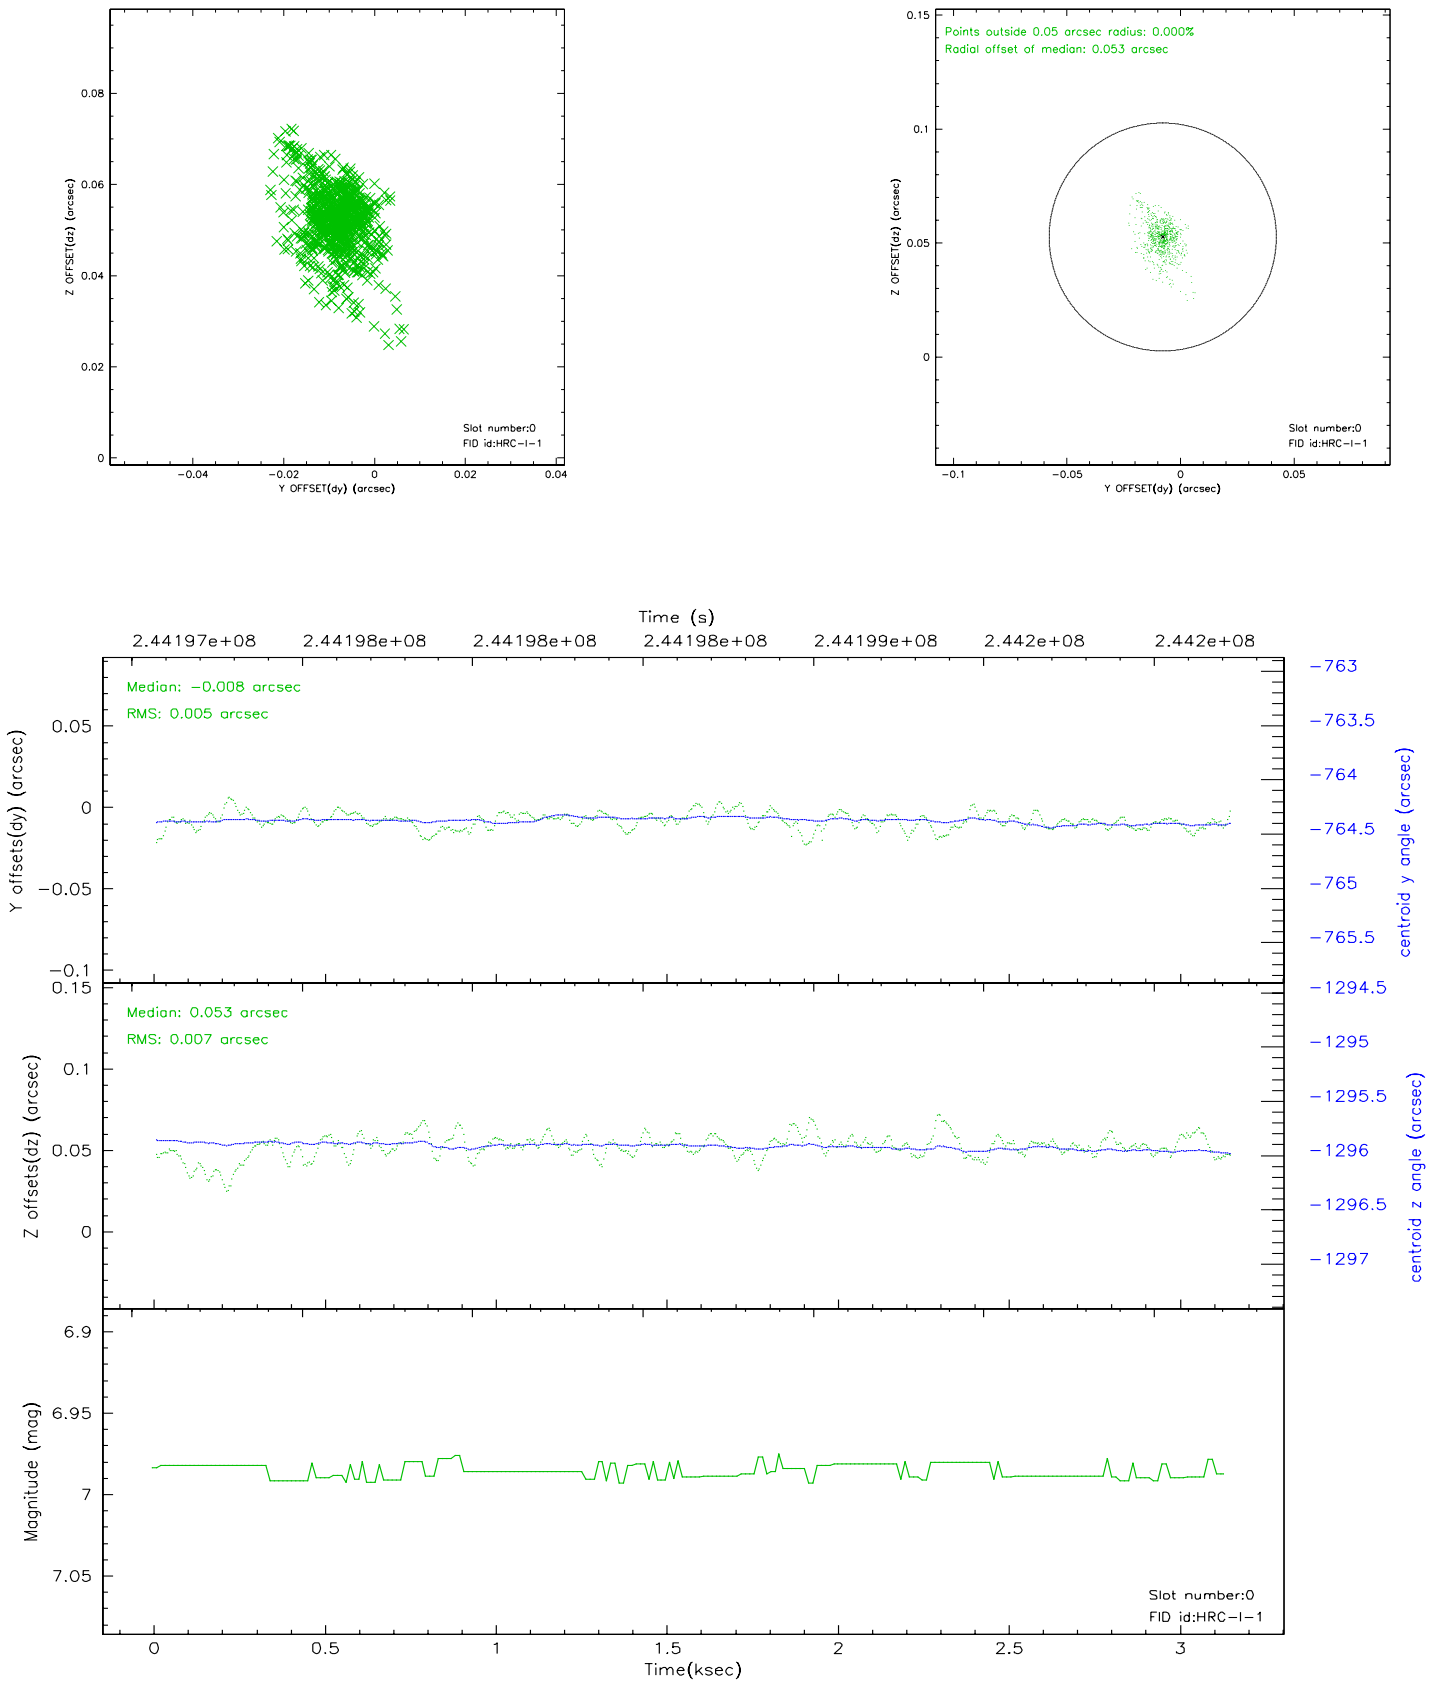 0.08
0.06
0.04
0.02
0
Z OFFSET(dz) (arcsec)
Slot number:0
FID id:HRC-I-1
-0.04 -0.02 0 0.02 0.04
Y OFFSET(dy) (arcsec)
Points outside 0.05 arcsec radius: 0.000%
Radial offset of median: 0.053 arcsec
0.15
0.1
0.05
0
Z OFFSET(dz) (arcsec)
Slot number:0
FID id:HRC-I-1
-0.1 -0.05 0 0.05
Y OFFSET(dy) (arcsec)
Time (s)
2.44197e+08 2.44198e+08 2.44198e+08 2.44198e+08 2.44199e+08 2.442e+08 2.442e+08
Median: -0.008 arcsec
RMS: 0.005 arcsec
0.05
0
-0.05
-0.1
Y offsets(dy) (arcsec)
-763
-763.5
-764
-764.5
-765
-765.5
centroid y angle (arcsec)
Median: 0.053 arcsec
RMS: 0.007 arcsec
0.15
0.1
0.05
0
Z offsets(dz) (arcsec)
-1294.5
-1295
-1295.5
-1296
-1296.5
-1297
centroid z angle (arcsec)
6.9
6.95
7
7.05
Magnitude (mag)
Slot number:0
FID id:HRC-I-1
0 0.5 1 1.5 2 2.5 3
Time(ksec)